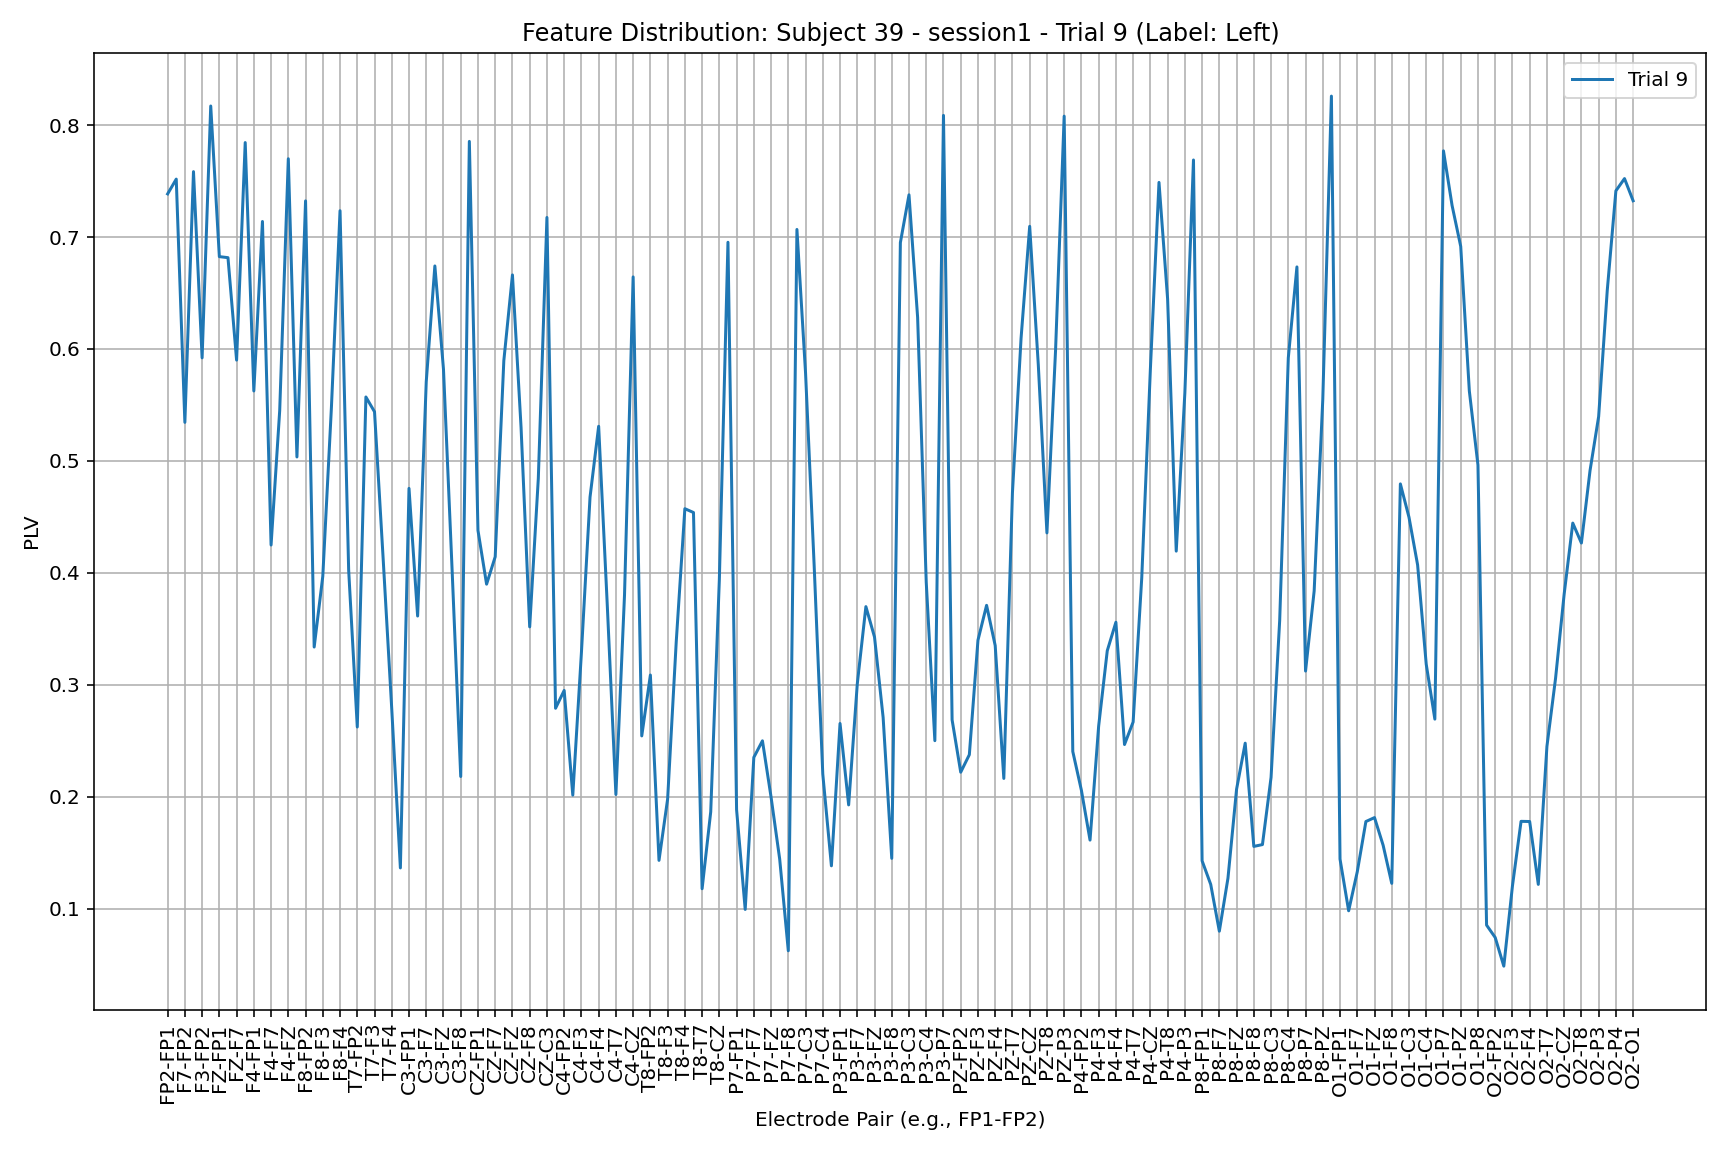 Feature Distribution: Subject 39 - session1 - Trial 9 (Label: Left)
Trial 9
0.8
0.7
0.6
0.5
0.4
0.3
0.2
0.1
PLV
FP2-FP1
F7-FP2
F3-FP2
FZ-FP1
FZ-F7
F4-FP1
F4-F7
F4-FZ
F8-FP2
F8-F3
F8-F4
T7-FP2
T7-F3
T7-F4
C3-FP1
C3-F7
C3-FZ
C3-F8
CZ-FP1
CZ-F7
CZ-FZ
CZ-F8
CZ-C3
C4-FP2
C4-F3
C4-F4
C4-T7
C4-CZ
T8-FP2
T8-F3
T8-F4
T8-T7
T8-CZ
P7-FP1
P7-F7
P7-FZ
P7-F8
P7-C3
P7-C4
P3-FP1
P3-F7
P3-FZ
P3-F8
P3-C3
P3-C4
P3-P7
PZ-FP2
PZ-F3
PZ-F4
PZ-T7
PZ-CZ
PZ-T8
PZ-P3
P4-FP2
P4-F3
P4-F4
P4-T7
P4-CZ
P4-T8
P4-P3
P8-FP1
P8-F7
P8-FZ
P8-F8
P8-C3
P8-C4
P8-P7
P8-PZ
O1-FP1
O1-F7
O1-FZ
O1-F8
O1-C3
O1-C4
O1-P7
O1-PZ
O1-P8
O2-FP2
O2-F3
O2-F4
O2-T7
O2-CZ
O2-T8
O2-P3
O2-P4
O2-O1
Electrode Pair (e.g., FP1-FP2)